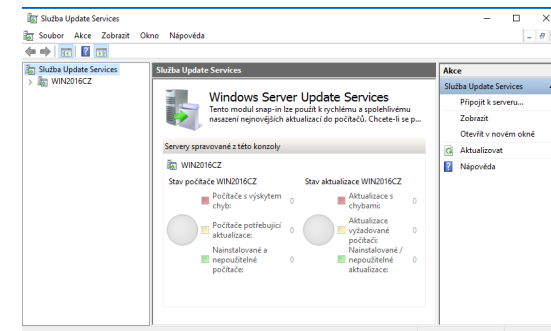 Služba Update Services
Soubor Akce Zobrazit Okno Nápověda
Služba Update Services
WIN2016CZ
Služba Update Services
Windows Server Update Services
Tento modul snap-in lze použít k rychlému a spolehlivému
nasazení nejnovějších aktualizací do počítačů. Chcete-li se p...
Servery spravované z této konzoly
WIN2016CZ
Stav počítače WIN2016CZ
Počítače s výskytem
chyb:
0
Počítače potřebující
aktualizace:
0
Nainstalované a
nepoužitelné
počítače:
0
Stav aktualizace WIN2016CZ
Aktualizace s
chybami:
0
Aktualizace
vyžadované
počítači:
0
Nainstalované /
nepoužitelné
aktualizace:
0
Akce
Služba Update Services
Připojit k serveru...
Zobrazit
Otevřít v novém okně
Aktualizovat
Nápověda